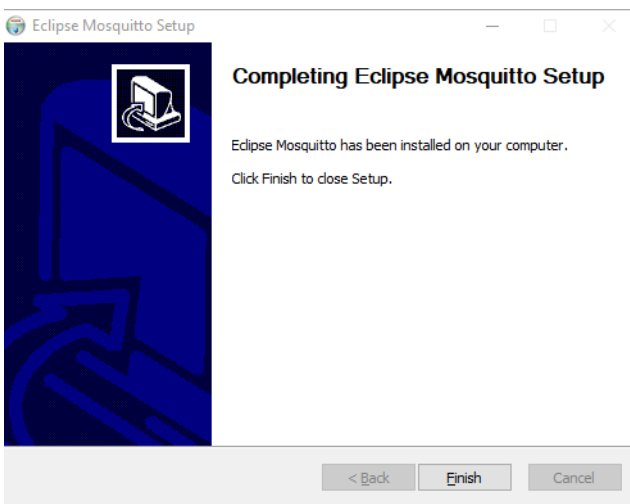 Eclipse Mosquitto Setup
Completing Eclipse Mosquitto Setup
Eclipse Mosquitto has been installed on your computer.
Click Finish to close Setup.
< Back
Finish
Cancel